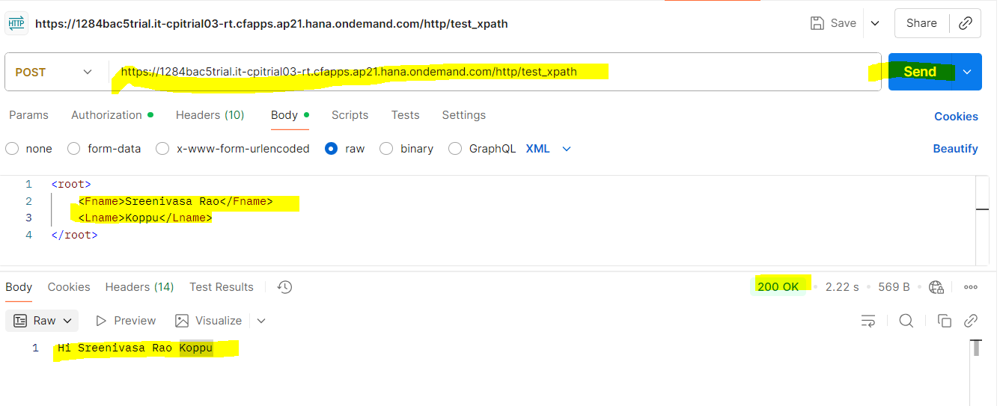 HTTP https://1284bac5trial.it-cpitrial03-rt.cfapps.ap21.hana.ondemand.com/http/test_xpath Save Share
POST https://1284bac5trial.it-cpitrial03-rt.cfapps.ap21.hana.ondemand.com/http/test_xpath Send
Params Authorization Headers (10) Body Scripts Tests Settings Cookies
none form-data x-www-form-urlencoded raw binary GraphQL XML Beautify
1 <root>
2 <Fname>Sreenivasa Rao</Fname>
3 <Lname>Koppu</Lname>
4 </root>
Body Cookies Headers (14) Test Results 200 OK 2.22 s 569 B
Raw Preview Visualize
1 Hi Sreenivasa Rao Koppu